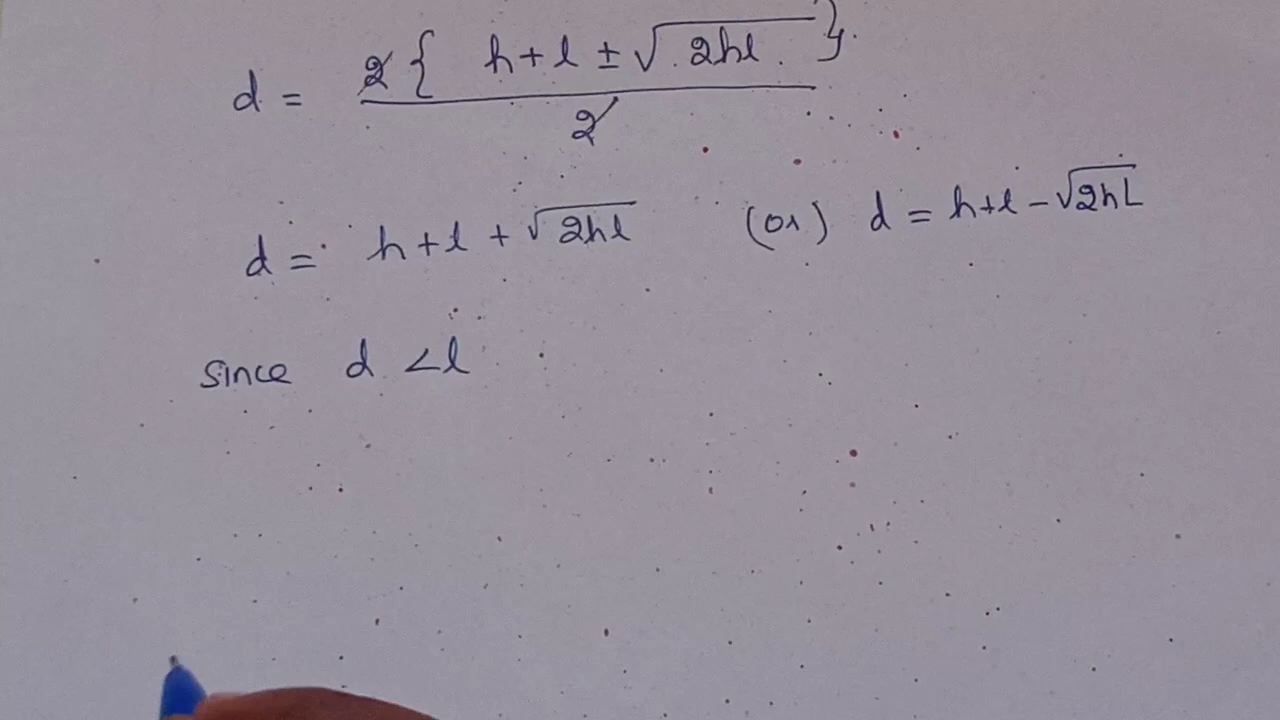 d = 2{ h+l ± √2hl }. / 2
d = h+l + √2hl (or) d = h+l - √2hL
Since d < l